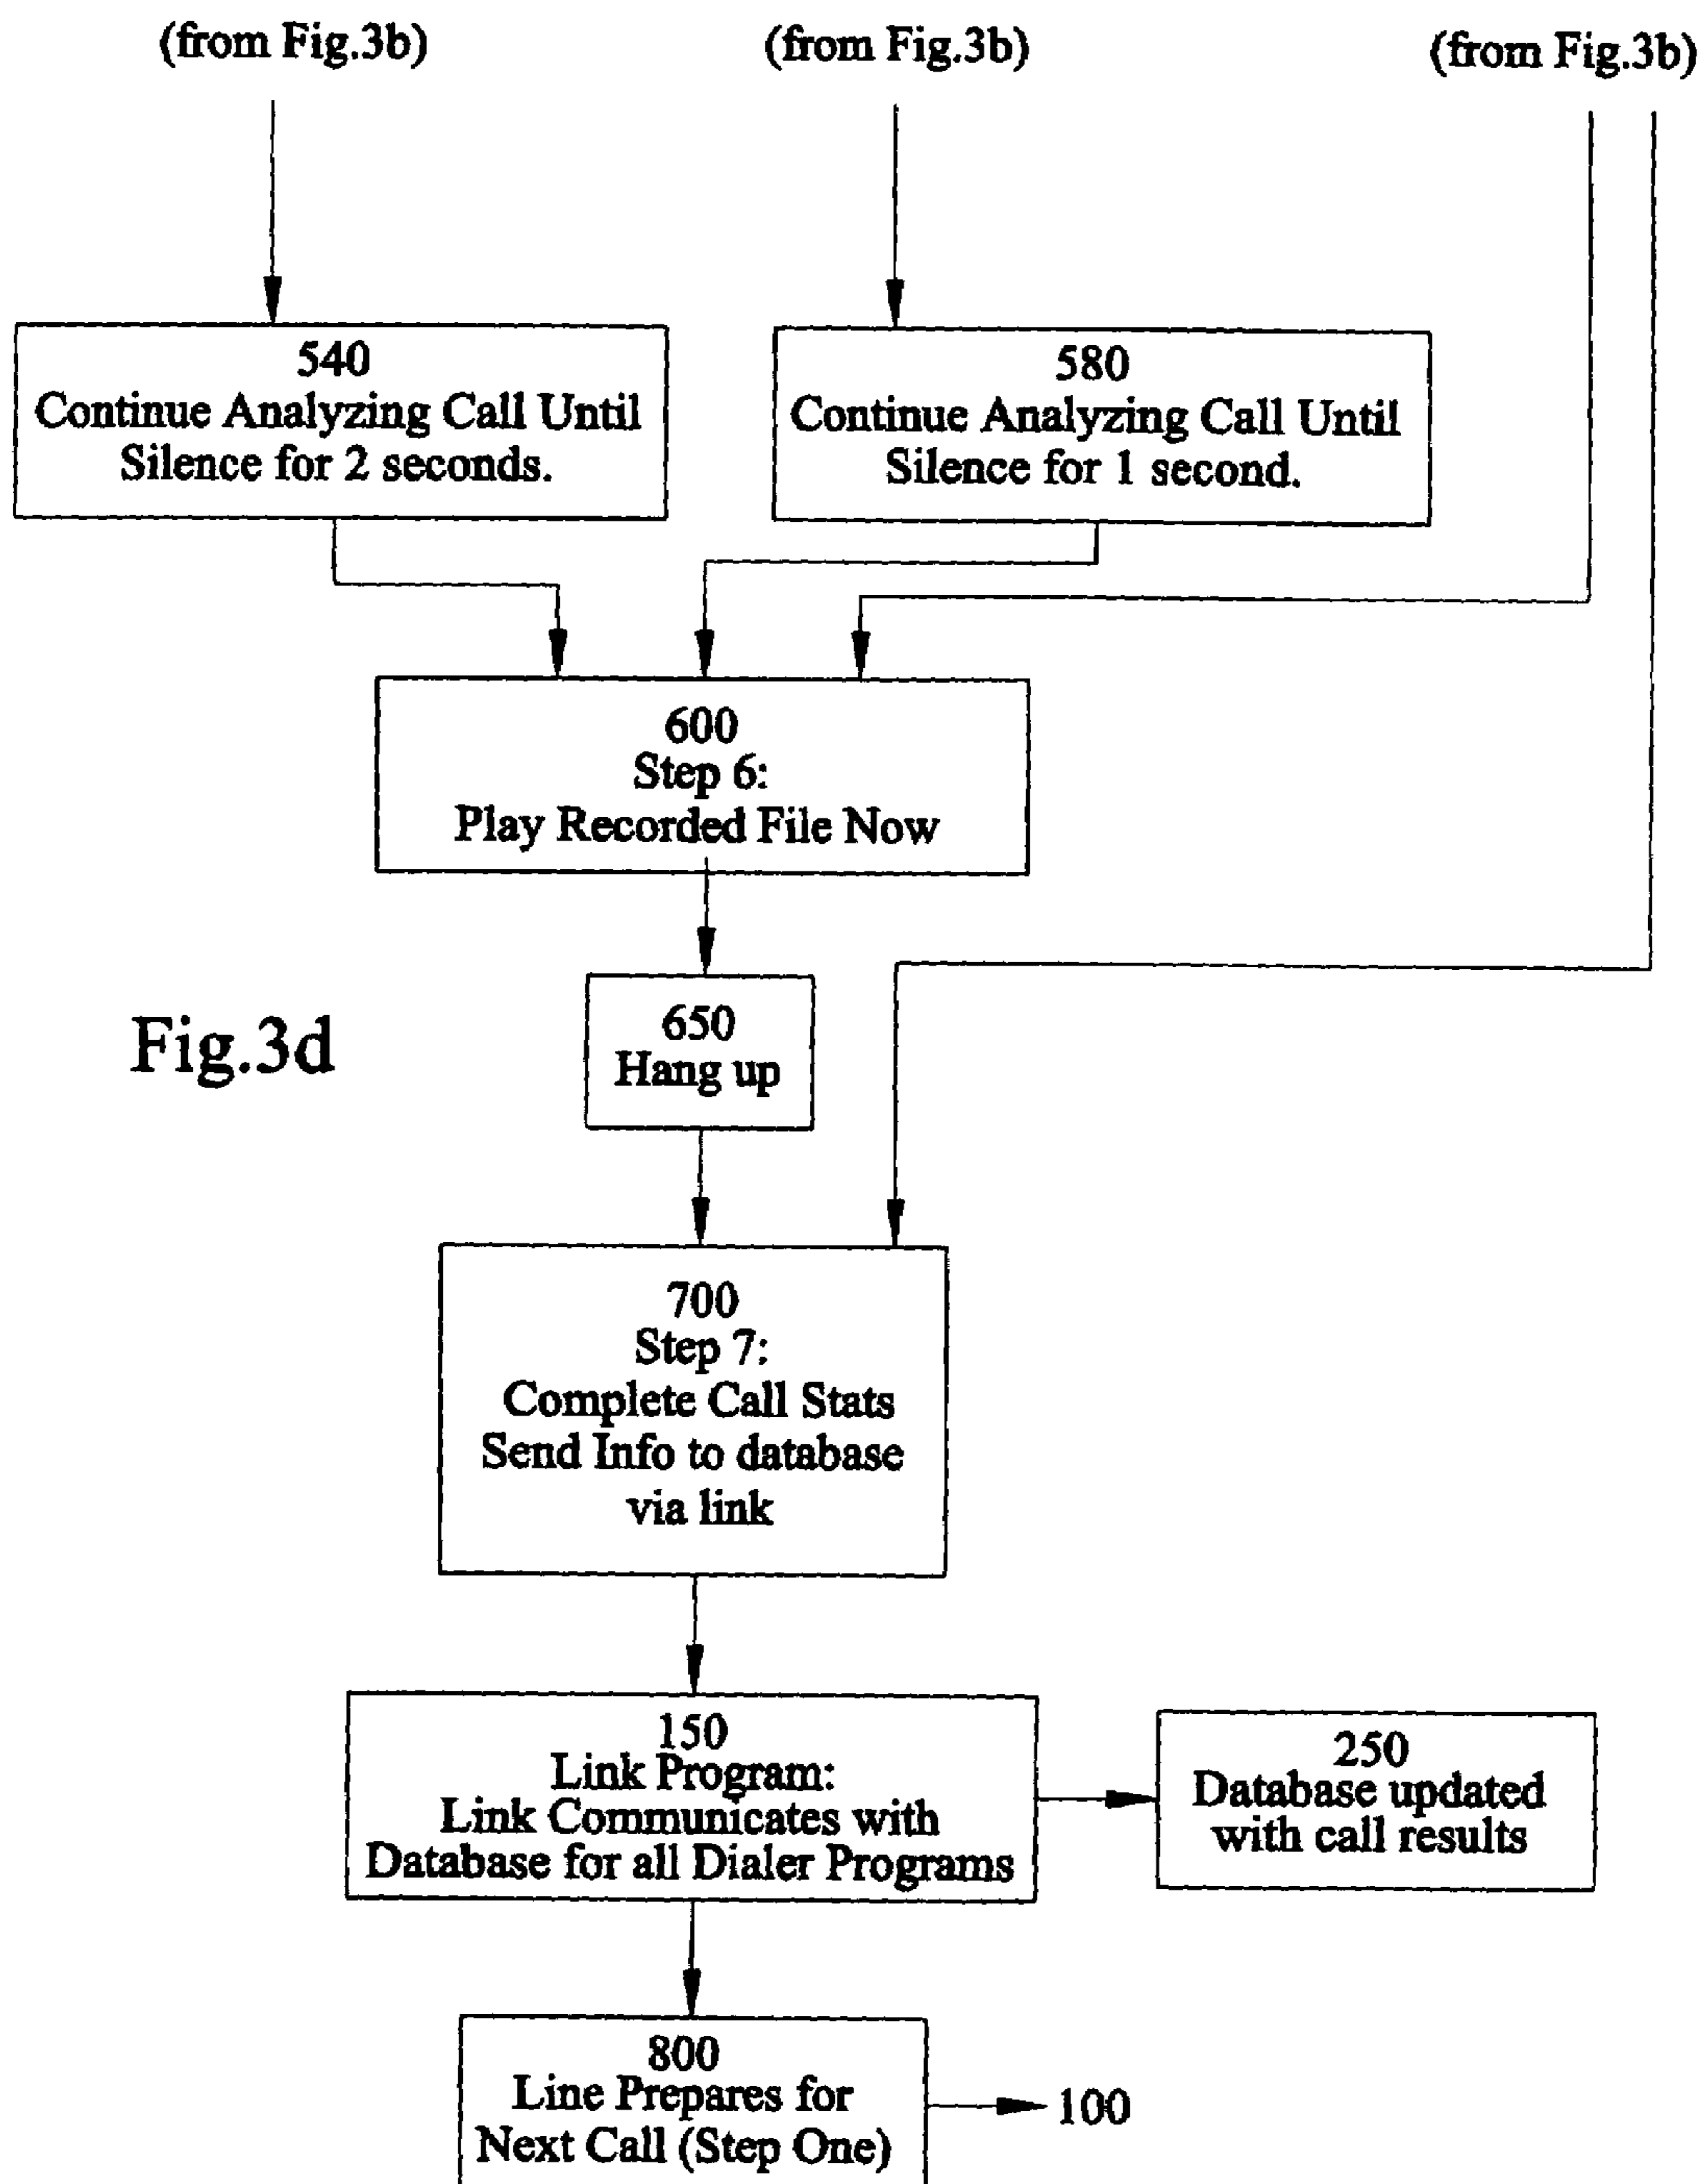 (from Fig.3b)
(from Fig.3b)
(from Fig.3b)
540
Continue Analyzing Call Until
Silence for 2 seconds.
580
Continue Analyzing Call Until
Silence for 1 second.
600
Step 6:
Play Recorded File Now
650
Hang up
Fig.3d
700
Step 7:
Complete Call Stats
Send Info to database
via link
150
Link Program:
Link Communicates with
Database for all Dialer Programs
250
Database updated
with call results
800
Line Prepares for
Next Call (Step One)
100